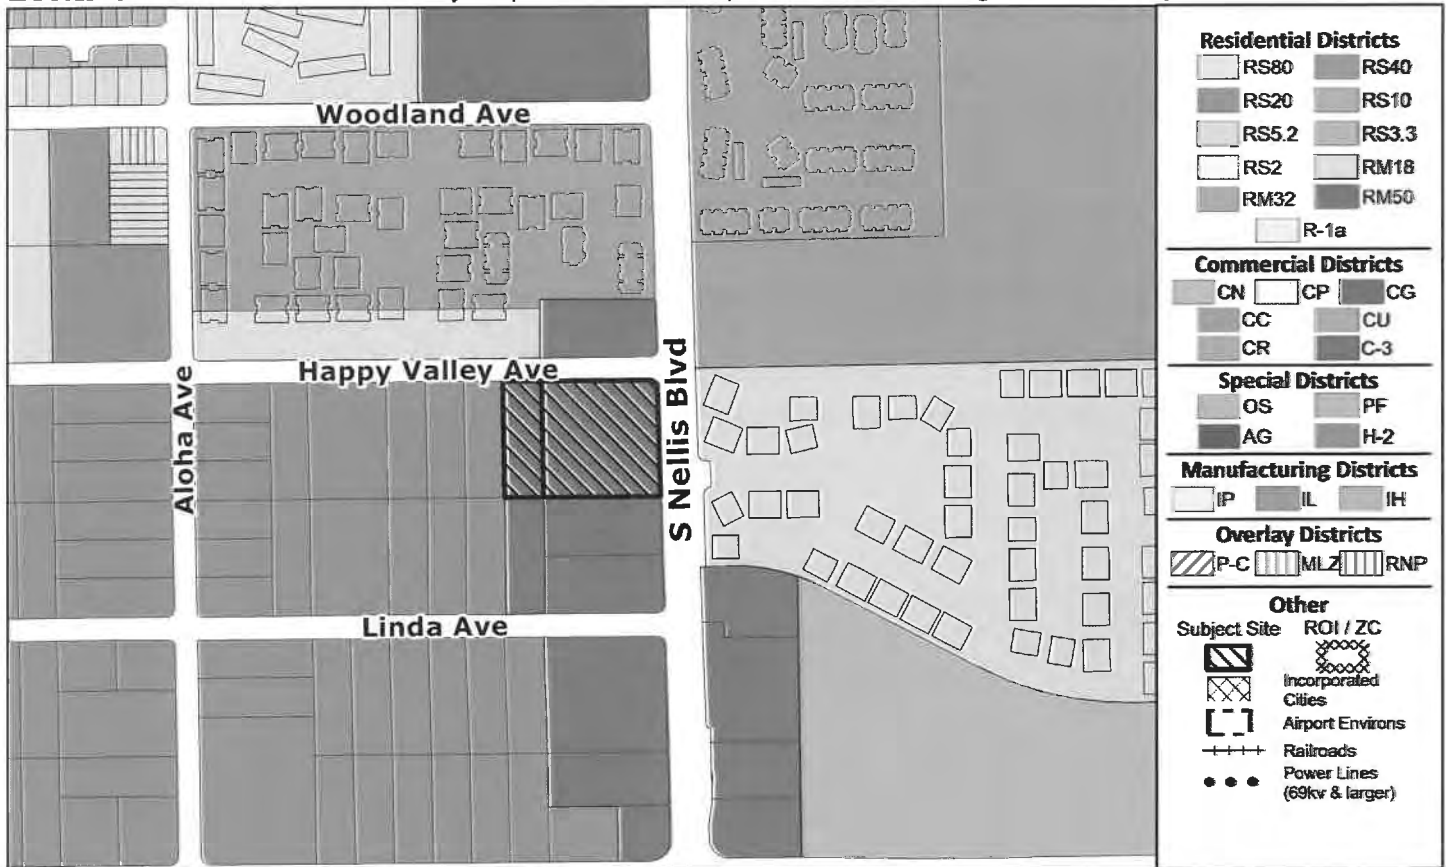 Woodland Ave
Happy Valley Ave
Aloha Ave
S Nellis Blvd
Linda Ave
Residential Districts
RS80 RS40
RS20 RS10
RS5.2 RS3.3
RS2 RM18
RM32 RM50
R-1a
Commercial Districts
CN CP CG
CC CU
CR C-3
Special Districts
OS PF
AG H-2
Manufacturing Districts
IP IL IH
Overlay Districts
P-C MLZ RNP
Other
Subject Site ROI / ZC
Incorporated
Cities
Airport Environs
Railroads
Power Lines
(69kv & larger)